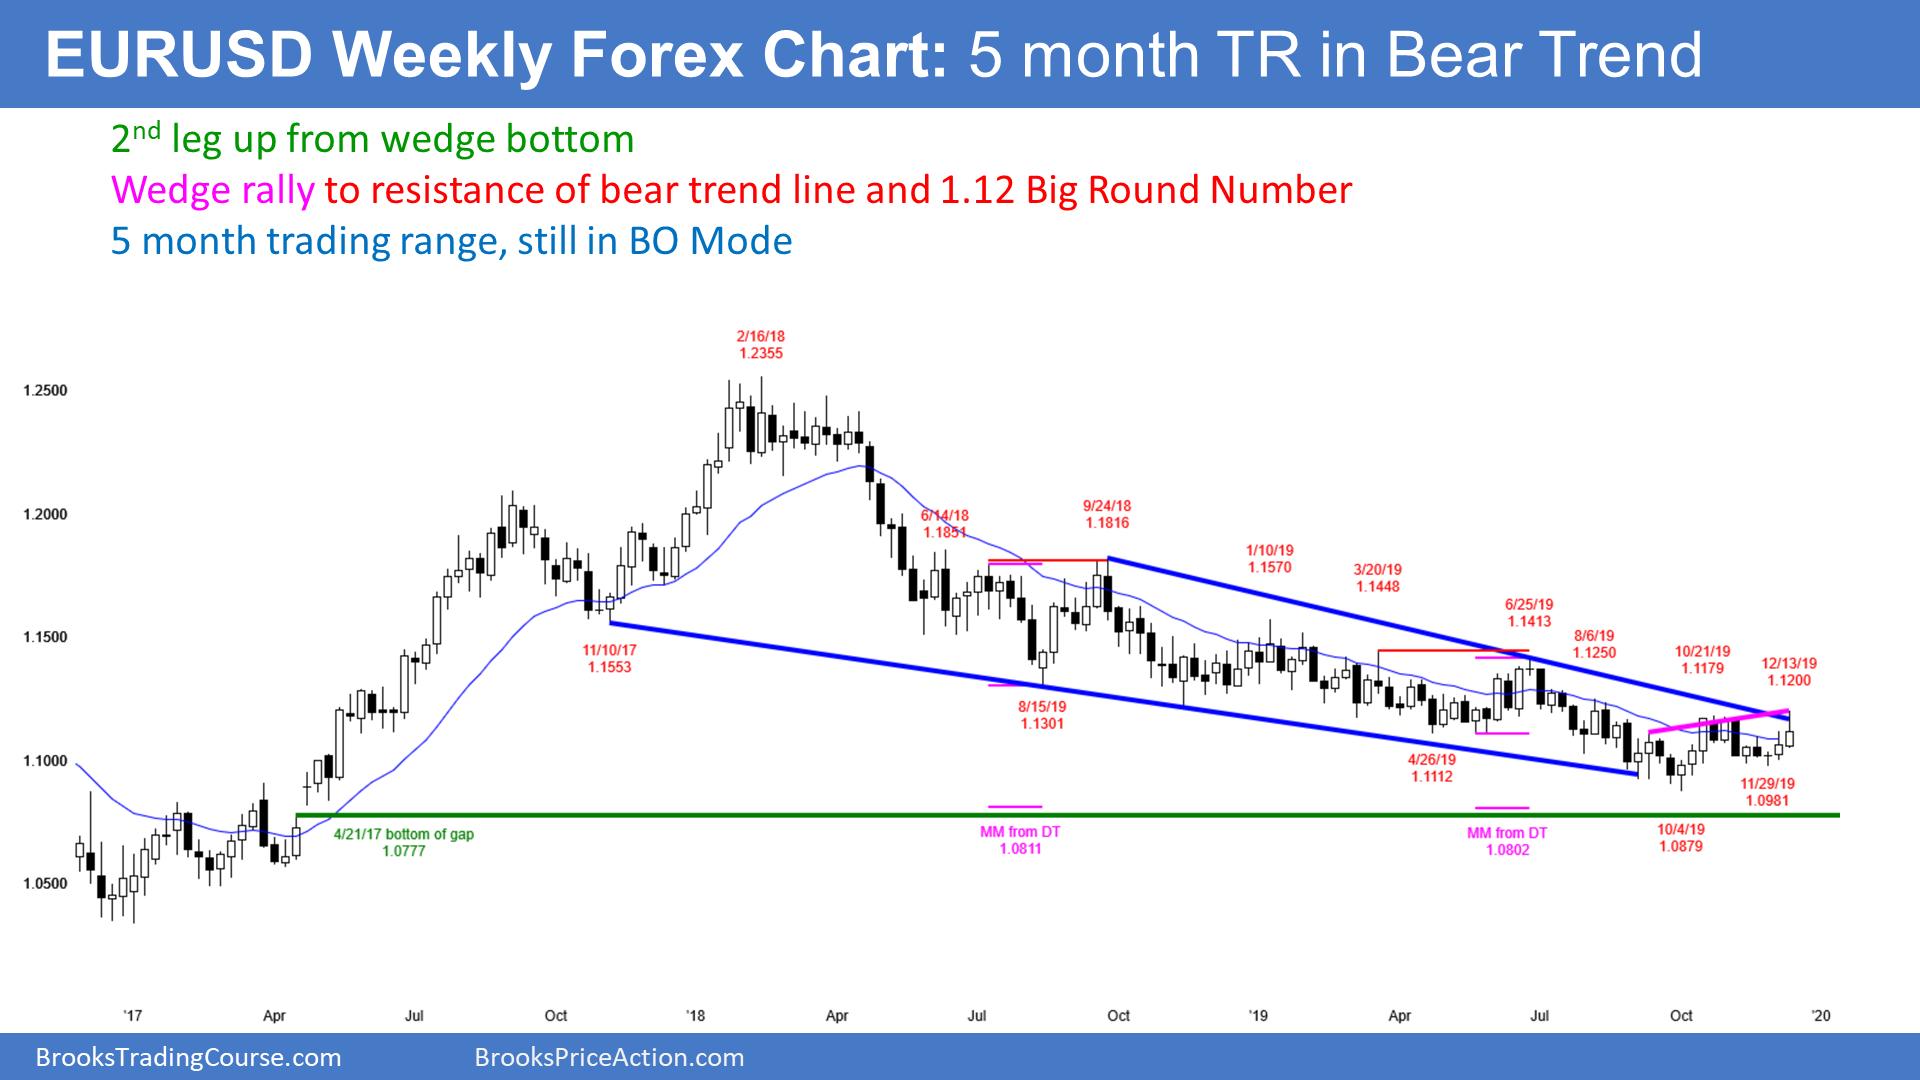 EURUSD Weekly Forex Chart: 5 month TR in Bear Trend
2nd leg up from wedge bottom
Wedge rally to resistance of bear trend line and 1.12 Big Round Number
5 month trading range, still in BO Mode
2/16/18
1.2355
1.2500
1.2000
1.1500
1.1000
1.0500
6/14/18
1.1851
9/24/18
1.1816
1/10/19
1.1570
3/20/19
1.1448
6/25/19
1.1413
8/6/19
1.1250
10/21/19
1.1179
12/13/19
1.1200
11/10/17
1.1553
8/15/19
1.1301
4/26/19
1.1112
11/29/19
1.0981
4/21/17 bottom of gap
1.0777
MM from DT
1.0811
MM from DT
1.0802
10/4/19
1.0879
'17
Apr
Jul
Oct
'18
Apr
Jul
Oct
'19
Apr
Jul
Oct
'20
BrooksTradingCourse.com
BrooksPriceAction.com